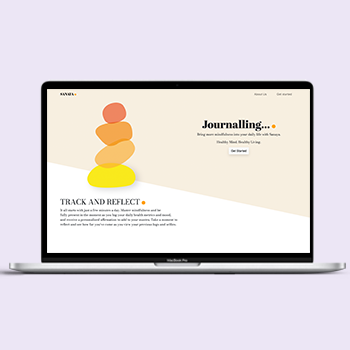 SANAYA
About Us
Get started
Journalling...
Bring more mindfulness into your daily life with Sanaya
Healthy Mind, Healthy Living.
Get Started
TRACK AND REFLECT
It all starts with just a few minutes a day. Master mindfulness and be
fully present in the moment as you log your daily health metrics and mood,
and receive a personalised affirmation to add to your success. Take a moment to
reflect and see how far you've come as you view your previous logs and selfies
MacBook Pro